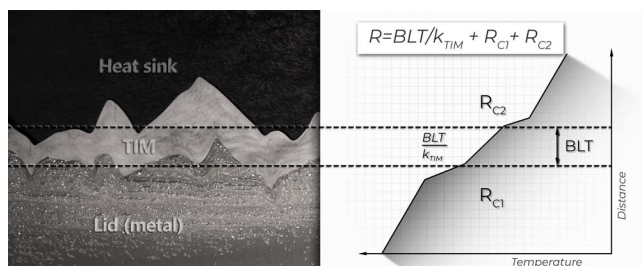 Heat sink
TIM
Lid (metal)
R=BLT/k_TIM + R_C1 + R_C2
R_C2
BLT
k_TIM
BLT
R_C1
Distance
Temperature